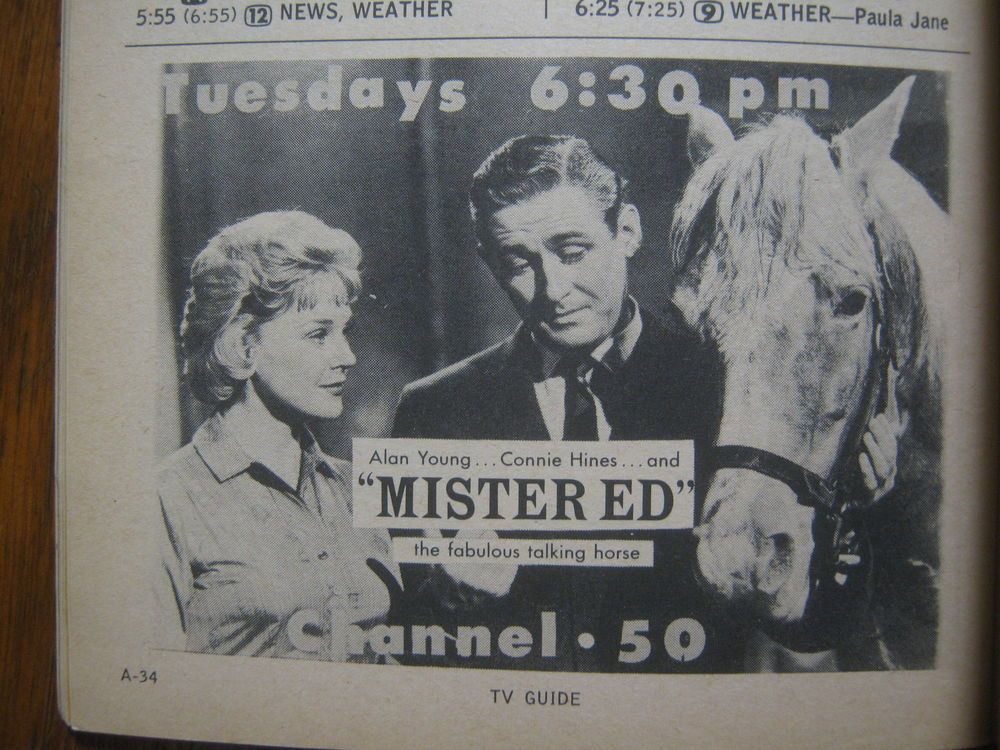 5:55 (6:55) 12 NEWS, WEATHER
6:25 (7:25) 9 WEATHER—Paula Jane
Tuesdays 6:30 pm
Alan Young...Connie Hines...and
"MISTER ED"
the fabulous talking horse
Channel • 50
A-34
TV GUIDE